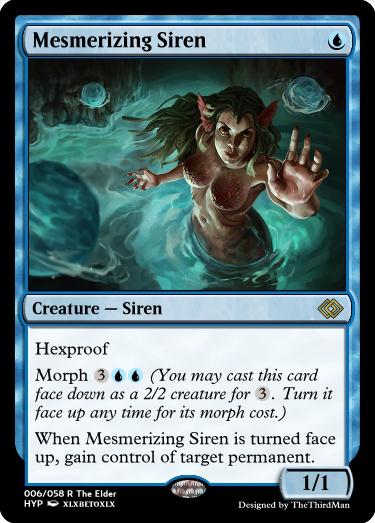 Mesmerizing Siren
Creature — Siren
Hexproof
Morph 3 (You may cast this card
face down as a 2/2 creature for 3. Turn it
face up any time for its morph cost.)
When Mesmerizing Siren is turned face
up, gain control of target permanent.
1/1
006/058 R The Elder
HYP XLXBETOXLX
Designed by TheThirdMan